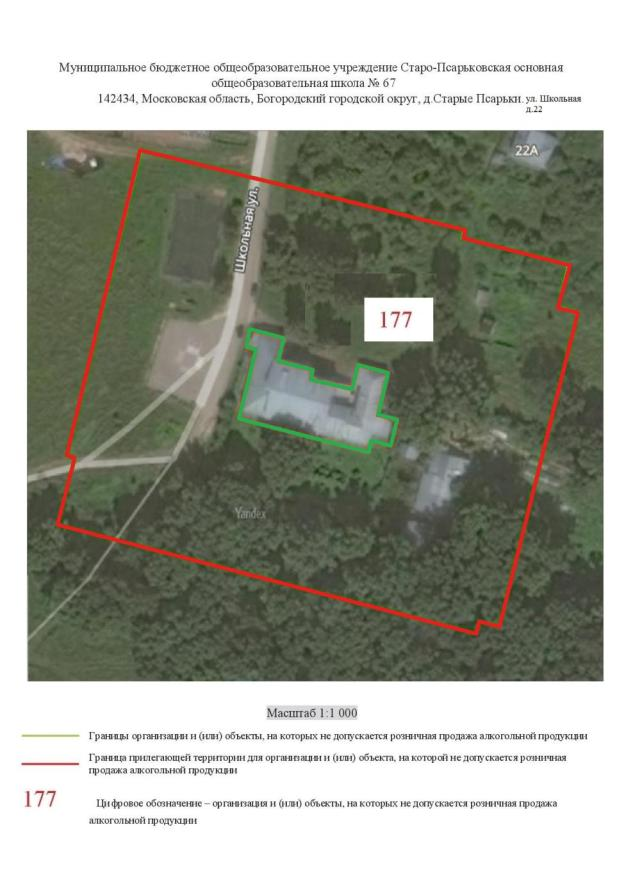 Муниципальное бюджетное общеобразовательное учреждение Старо-Псарьковская основная
общеобразовательная школа № 67
142434, Московская область, Богородский городской округ, д.Старые Псарьки. ул. Школьная
д.22
22А
Школьная ул.
177
Yandex
Масштаб 1:1 000
Границы организации и (или) объекты, на которых не допускается розничная продажа алкогольной продукции
Граница прилегающей территории для организации и (или) объекта, на которой не допускается розничная
продажа алкогольной продукции
177 Цифровое обозначение – организация и (или) объекты, на которых не допускается розничная продажа
алкогольной продукции